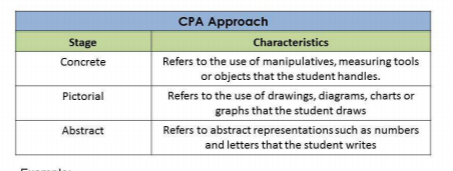 CPA Approach
Stage Characteristics
Concrete Refers to the use of manipulatives, measuring tools
or objects that the student handles.
Pictorial Refers to the use of drawings, diagrams, charts or
graphs that the student draws
Abstract Refers to abstract representations such as numbers
and letters that the student writes